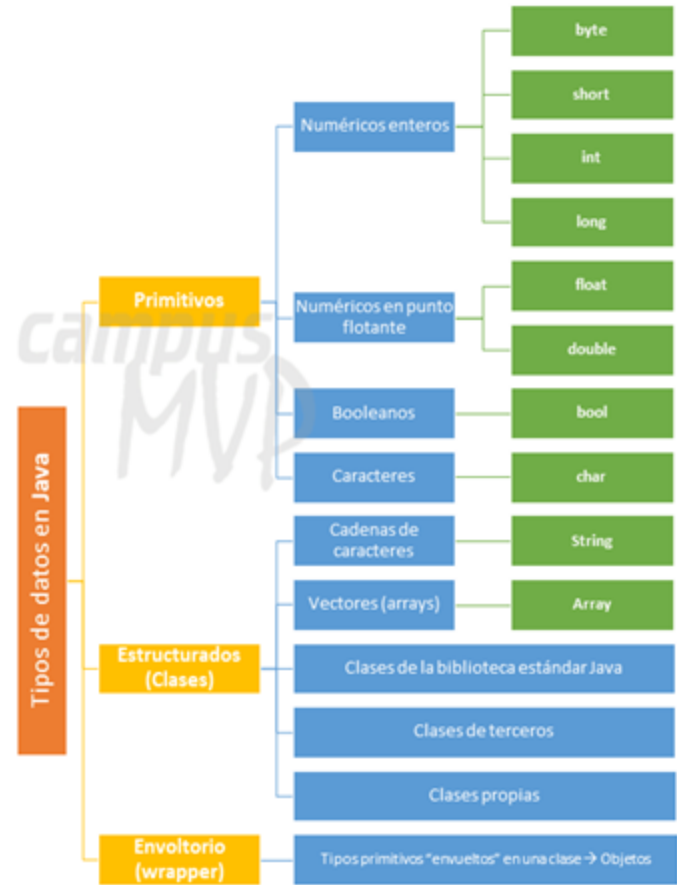 Tipos de datos en Java
Primitivos
Numéricos enteros
byte
short
int
long
Numéricos en punto
flotante
float
double
Booleanos
bool
Caracteres
char
Estructurados
(Clases)
Cadenas de
caracteres
String
Vectores (arrays)
Array
Clases de la biblioteca estándar Java
Clases de terceros
Clases propias
Envoltorio
(wrapper)
Tipos primitivos “envueltos” en una clase → Objetos
campus
MVP